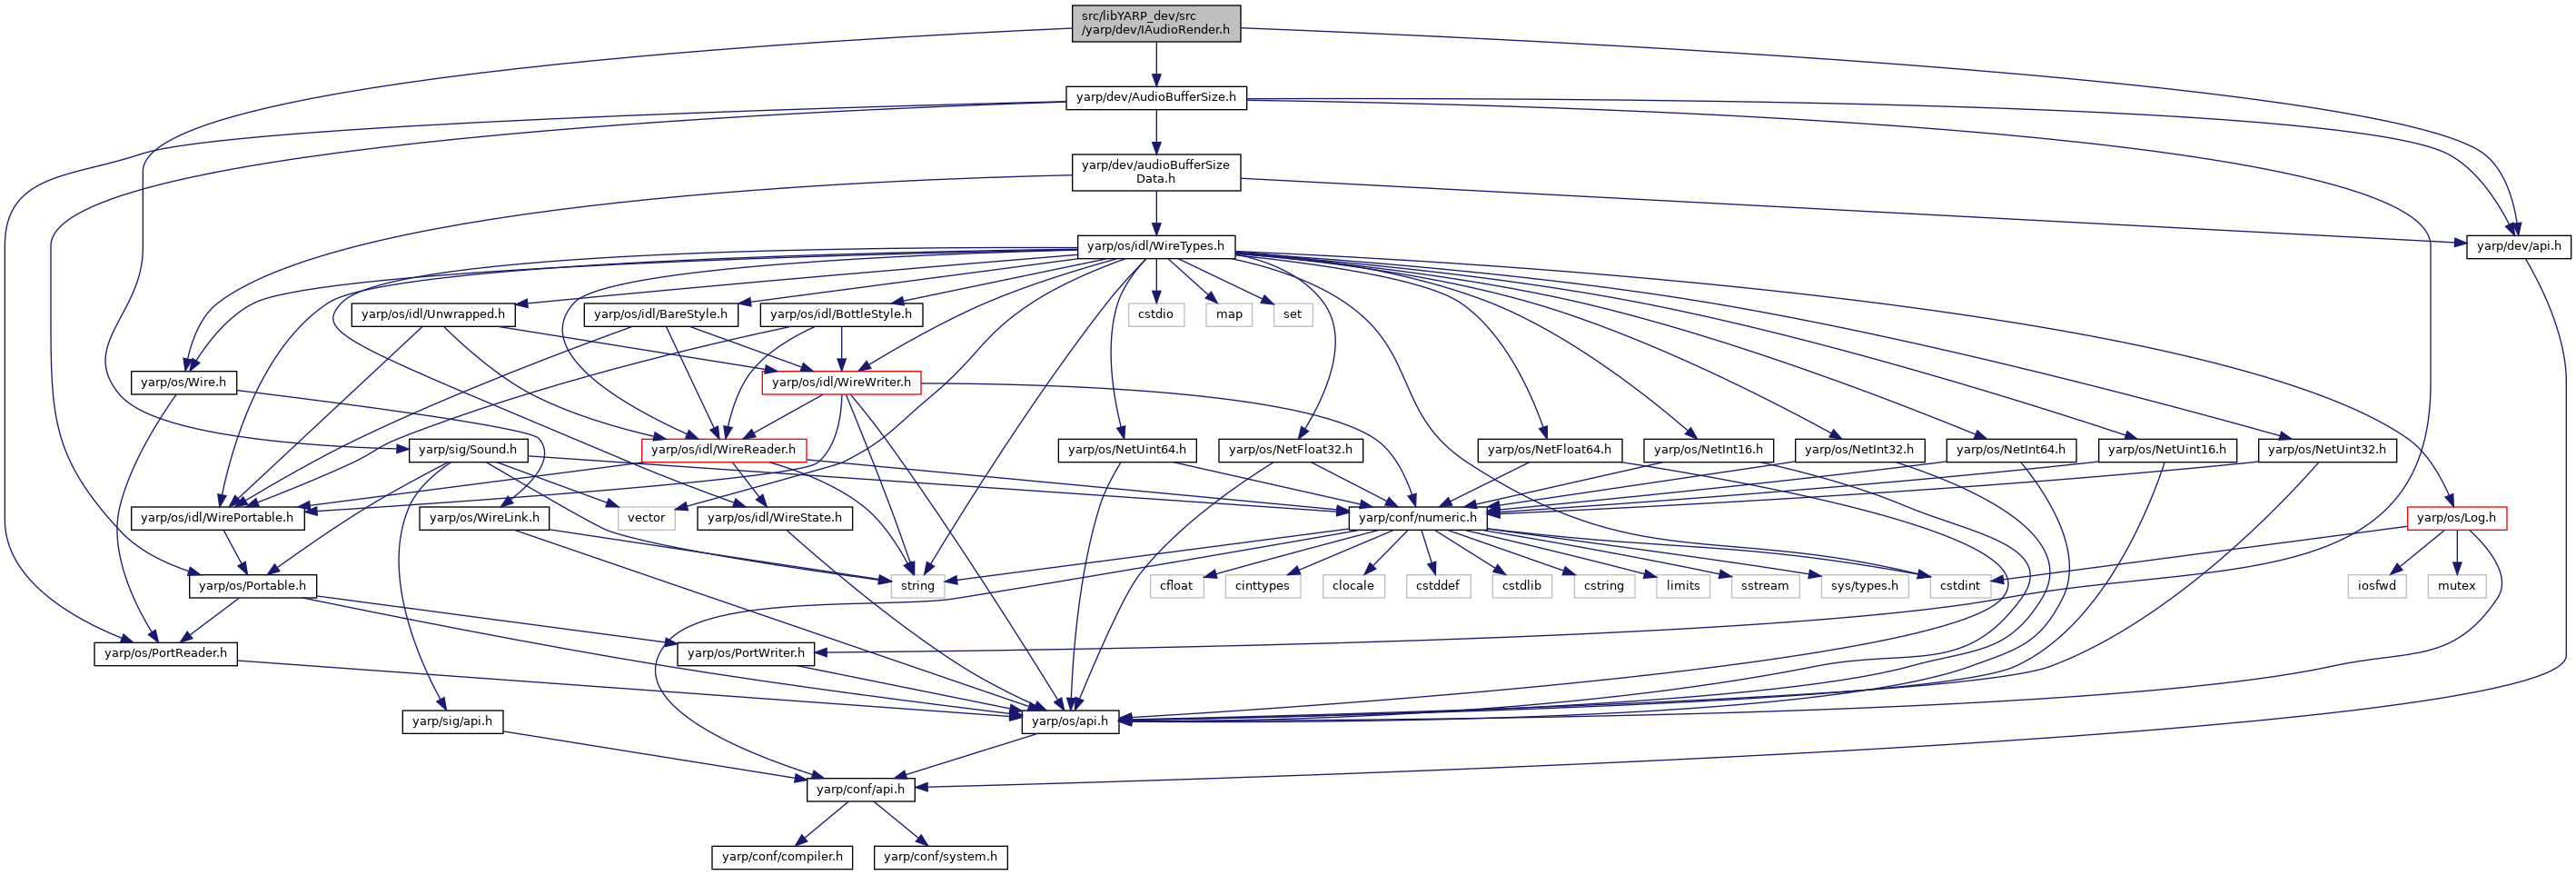 src/libYARP_dev/src
/yarp/dev/IAudioRender.h
yarp/dev/AudioBufferSize.h
yarp/dev/audioBufferSize
Data.h
yarp/os/idl/WireTypes.h
yarp/dev/api.h
yarp/os/idl/Unwrapped.h
yarp/os/idl/BareStyle.h
yarp/os/idl/BottleStyle.h
cstdio
map
set
yarp/os/Wire.h
yarp/os/idl/WireWriter.h
yarp/sig/Sound.h
yarp/os/idl/WireReader.h
yarp/os/NetUint64.h
yarp/os/NetFloat32.h
yarp/os/NetFloat64.h
yarp/os/NetInt16.h
yarp/os/NetInt32.h
yarp/os/NetInt64.h
yarp/os/NetUint16.h
yarp/os/NetUint32.h
yarp/os/idl/WirePortable.h
yarp/os/WireLink.h
vector
yarp/os/idl/WireState.h
yarp/conf/numeric.h
yarp/os/Log.h
yarp/os/Portable.h
string
cfloat
cinttypes
clocale
cstddef
cstdlib
cstring
limits
sstream
sys/types.h
cstdint
iosfwd
mutex
yarp/os/PortReader.h
yarp/os/PortWriter.h
yarp/sig/api.h
yarp/os/api.h
yarp/conf/api.h
yarp/conf/compiler.h
yarp/conf/system.h